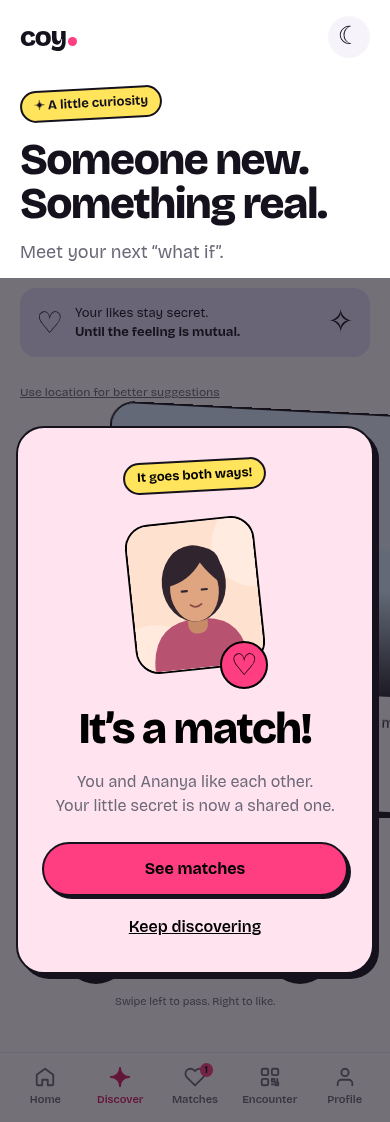 coy.
✦ A little curiosity
Someone new.
Something real.
Meet your next “what if”.
Your likes stay secret.
Until the feeling is mutual.
Use location for better suggestions
It goes both ways!
It’s a match!
You and Ananya like each other.
Your little secret is now a shared one.
See matches
Keep discovering
Swipe left to pass. Right to like.
1
Home Discover Matches Encounter Profile